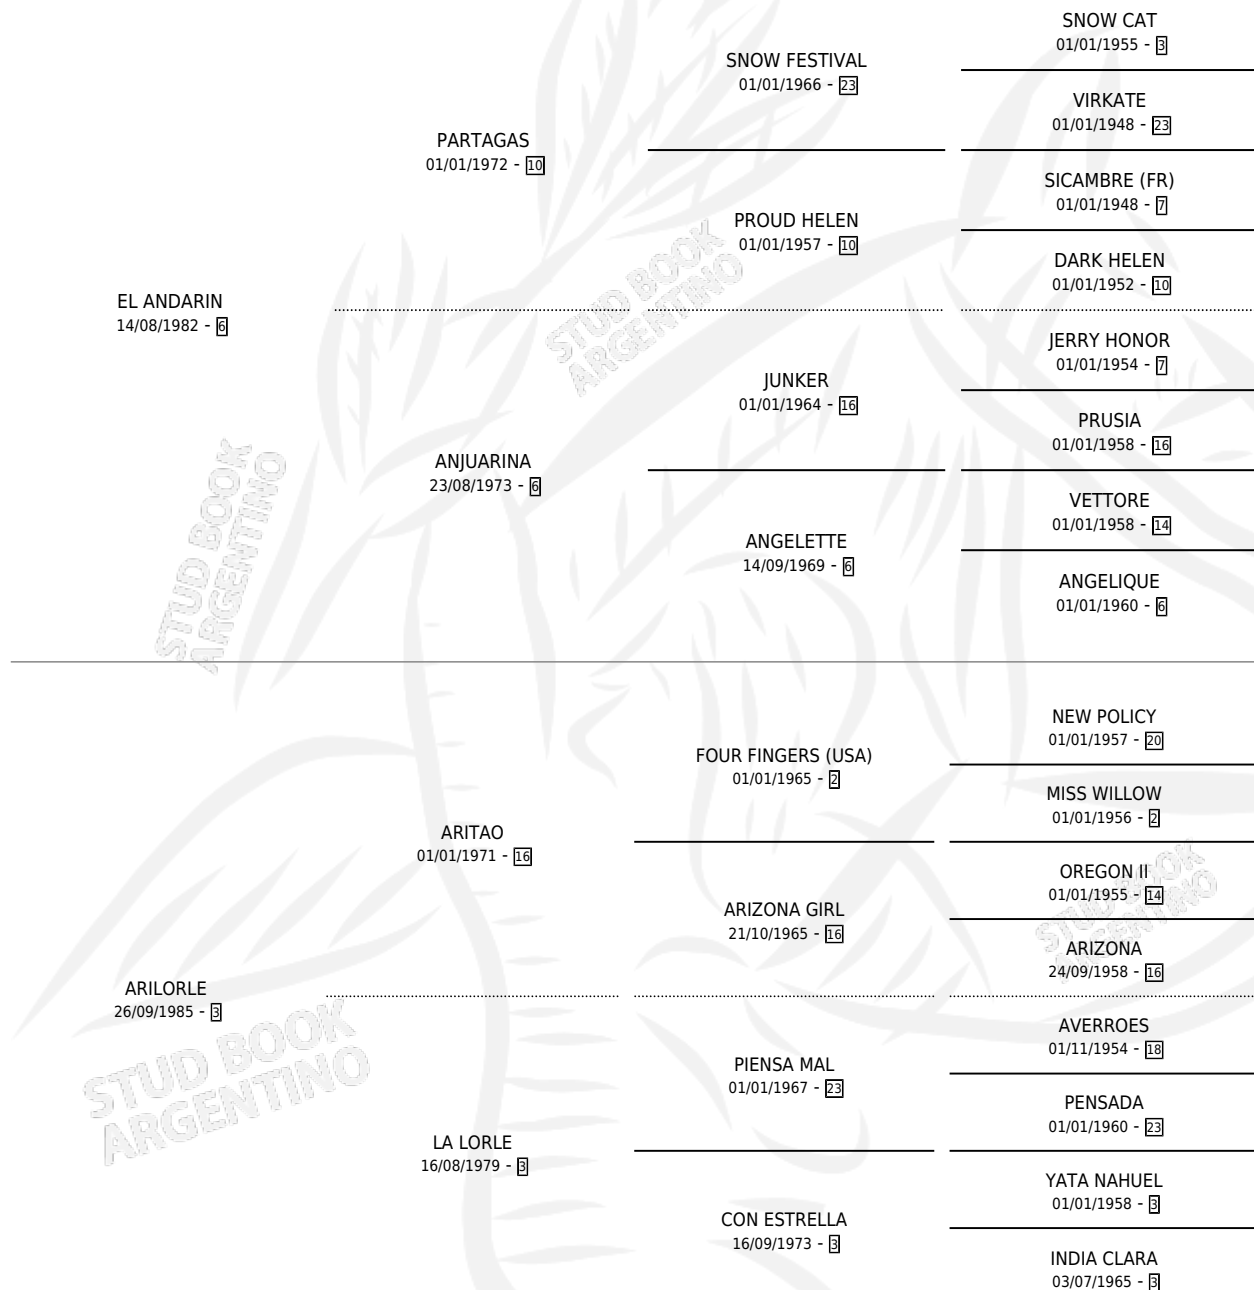 SNOW CAT
01/01/1955 - 3
SNOW FESTIVAL
01/01/1966 - 23
VIRKATE
01/01/1948 - 23
PARTAGAS
01/01/1972 - 10
SICAMBRE (FR)
01/01/1948 - 7
PROUD HELEN
01/01/1957 - 10
DARK HELEN
01/01/1952 - 10
EL ANDARIN
14/08/1982 - 6
JERRY HONOR
01/01/1954 - 7
JUNKER
01/01/1964 - 16
PRUSIA
01/01/1958 - 16
ANJUARINA
23/08/1973 - 6
VETTORE
01/01/1958 - 14
ANGELETTE
14/09/1969 - 6
ANGELIQUE
01/01/1960 - 6
STUD BOOK
ARGENTINO
STUD BOOK
ARGENTINO
NEW POLICY
01/01/1957 - 20
FOUR FINGERS (USA)
01/01/1965 - 2
MISS WILLOW
01/01/1956 - 2
ARITAO
01/01/1971 - 16
OREGON II
01/01/1955 - 14
ARIZONA GIRL
21/10/1965 - 16
ARIZONA
24/09/1958 - 16
ARILORLE
26/09/1985 - 3
AVERROES
01/11/1954 - 18
PIENSA MAL
01/01/1967 - 23
PENSADA
01/01/1960 - 23
LA LORLE
16/08/1979 - 3
YATA NAHUEL
01/01/1958 - 3
CON ESTRELLA
16/09/1973 - 3
INDIA CLARA
03/07/1965 - 3
STUD BOOK
ARGENTINO
STUD BOOK
ARGENTINO